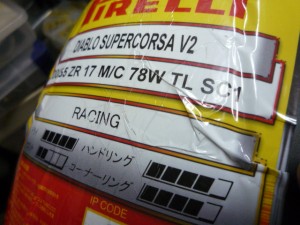 PIRELLI
DIABLO SUPERCORSA V2
ZR 17 M/C 78W TL SC1
RACING
ハンドリング
コーナーリング
IP CODE